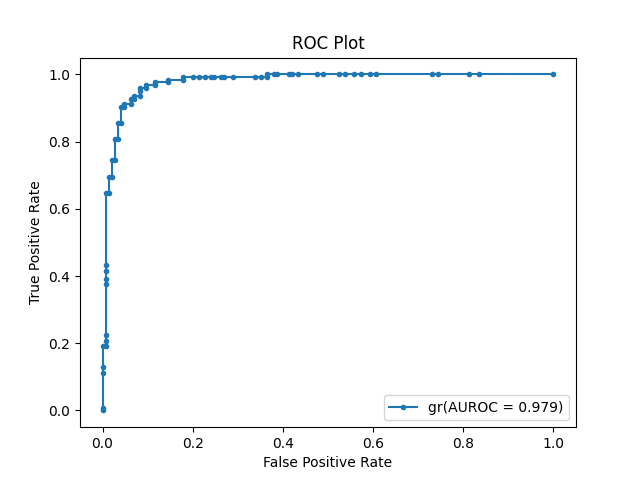 ROC Plot
True Positive Rate
1.0
0.8
0.6
0.4
0.2
0.0
gr(AUROC = 0.979)
0.0 0.2 0.4 0.6 0.8 1.0
False Positive Rate